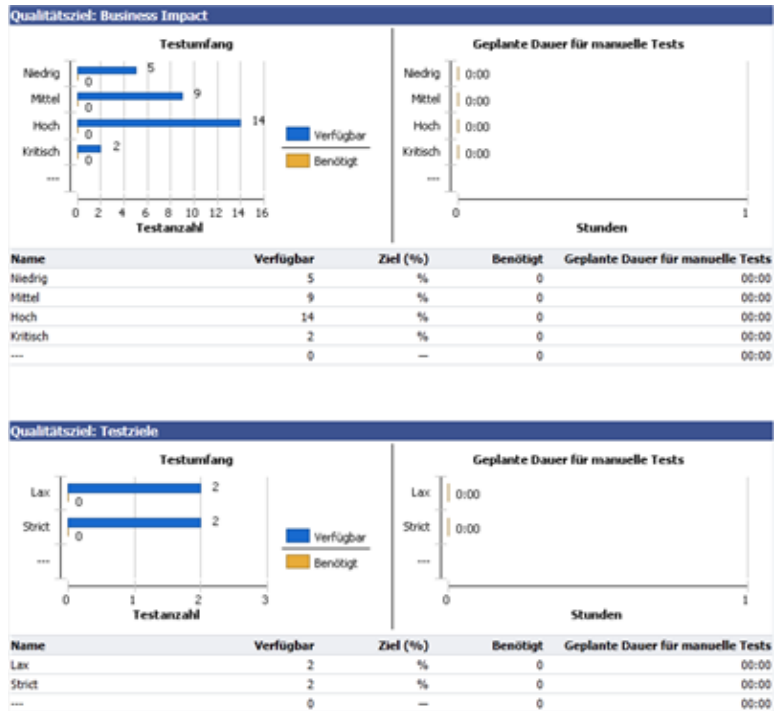 Qualitätsziel: Business Impact
Testumfang
Niedrig 5
0
Mittel 9
0
Hoch 14
0
Kritisch 2
0
---
0 2 4 6 8 10 12 14 16
Testanzahl
Verfügbar
Benötigt
Geplante Dauer für manuelle Tests
Niedrig 0:00
Mittel 0:00
Hoch 0:00
Kritisch 0:00
---
0 1
Stunden
Name Verfügbar Ziel (%) Benötigt Geplante Dauer für manuelle Tests
Niedrig 5 % 0 00:00
Mittel 9 % 0 00:00
Hoch 14 % 0 00:00
Kritisch 2 % 0 00:00
--- 0 — 0 00:00
Qualitätsziel: Testziele
Testumfang
Lax 2
0
Strict 2
0
---
0 1 2 3
Testanzahl
Verfügbar
Benötigt
Geplante Dauer für manuelle Tests
Lax 0:00
Strict 0:00
---
0 1
Stunden
Name Verfügbar Ziel (%) Benötigt Geplante Dauer für manuelle Tests
Lax 2 % 0 00:00
Strict 2 % 0 00:00
--- 0 — 0 00:00